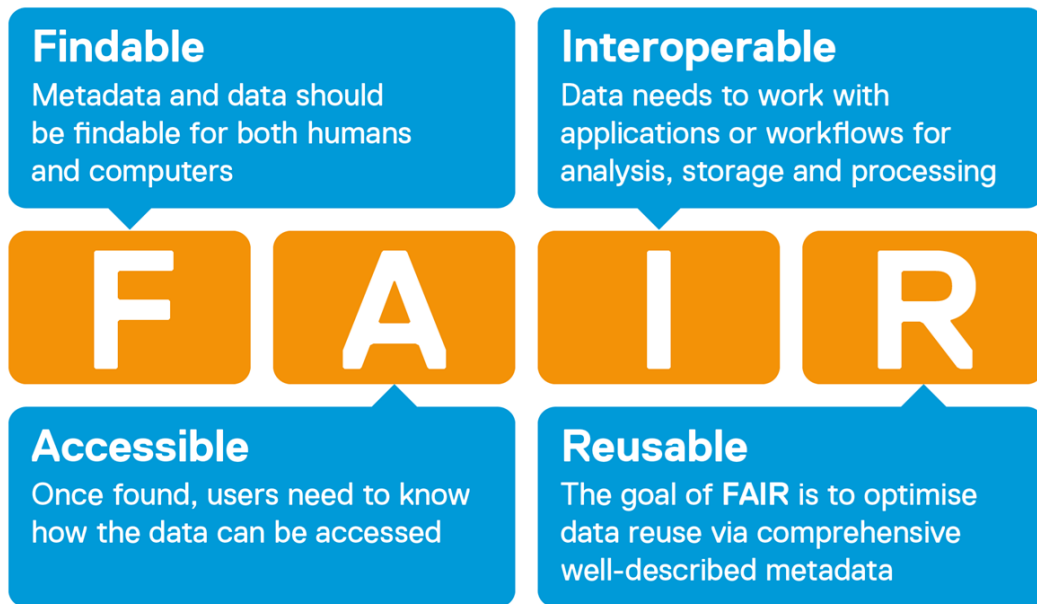 Findable
Metadata and data should
be findable for both humans
and computers
Interoperable
Data needs to work with
applications or workflows for
analysis, storage and processing
F A I R
Accessible
Once found, users need to know
how the data can be accessed
Reusable
The goal of FAIR is to optimise
data reuse via comprehensive
well-described metadata